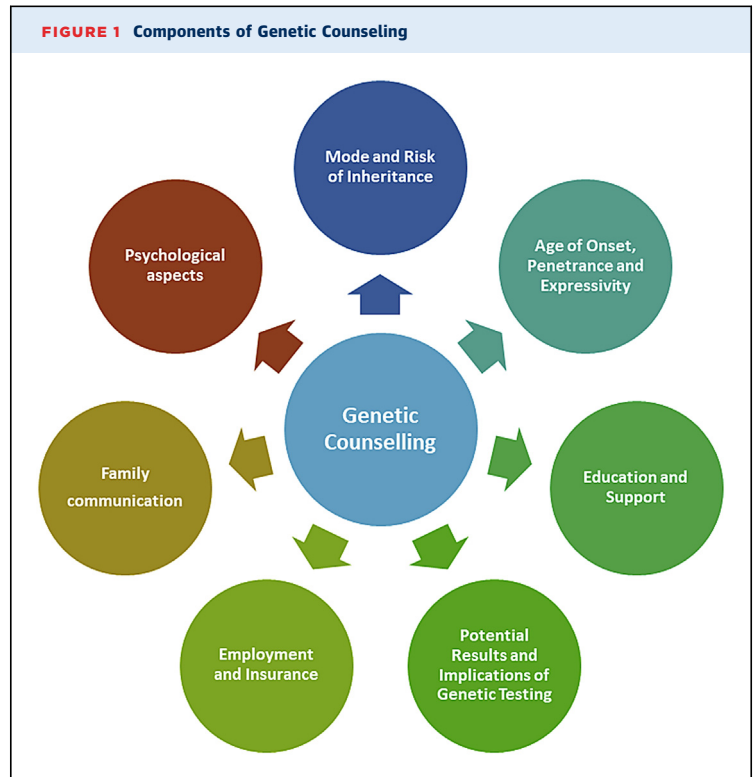 FIGURE 1 Components of Genetic Counseling
Mode and Risk
of Inheritance
Age of Onset,
Penetrance and
Expressivity
Education and
Support
Potential
Results and
Implications of
Genetic Testing
Employment
and Insurance
Family
communication
Psychological
aspects
Genetic
Counselling